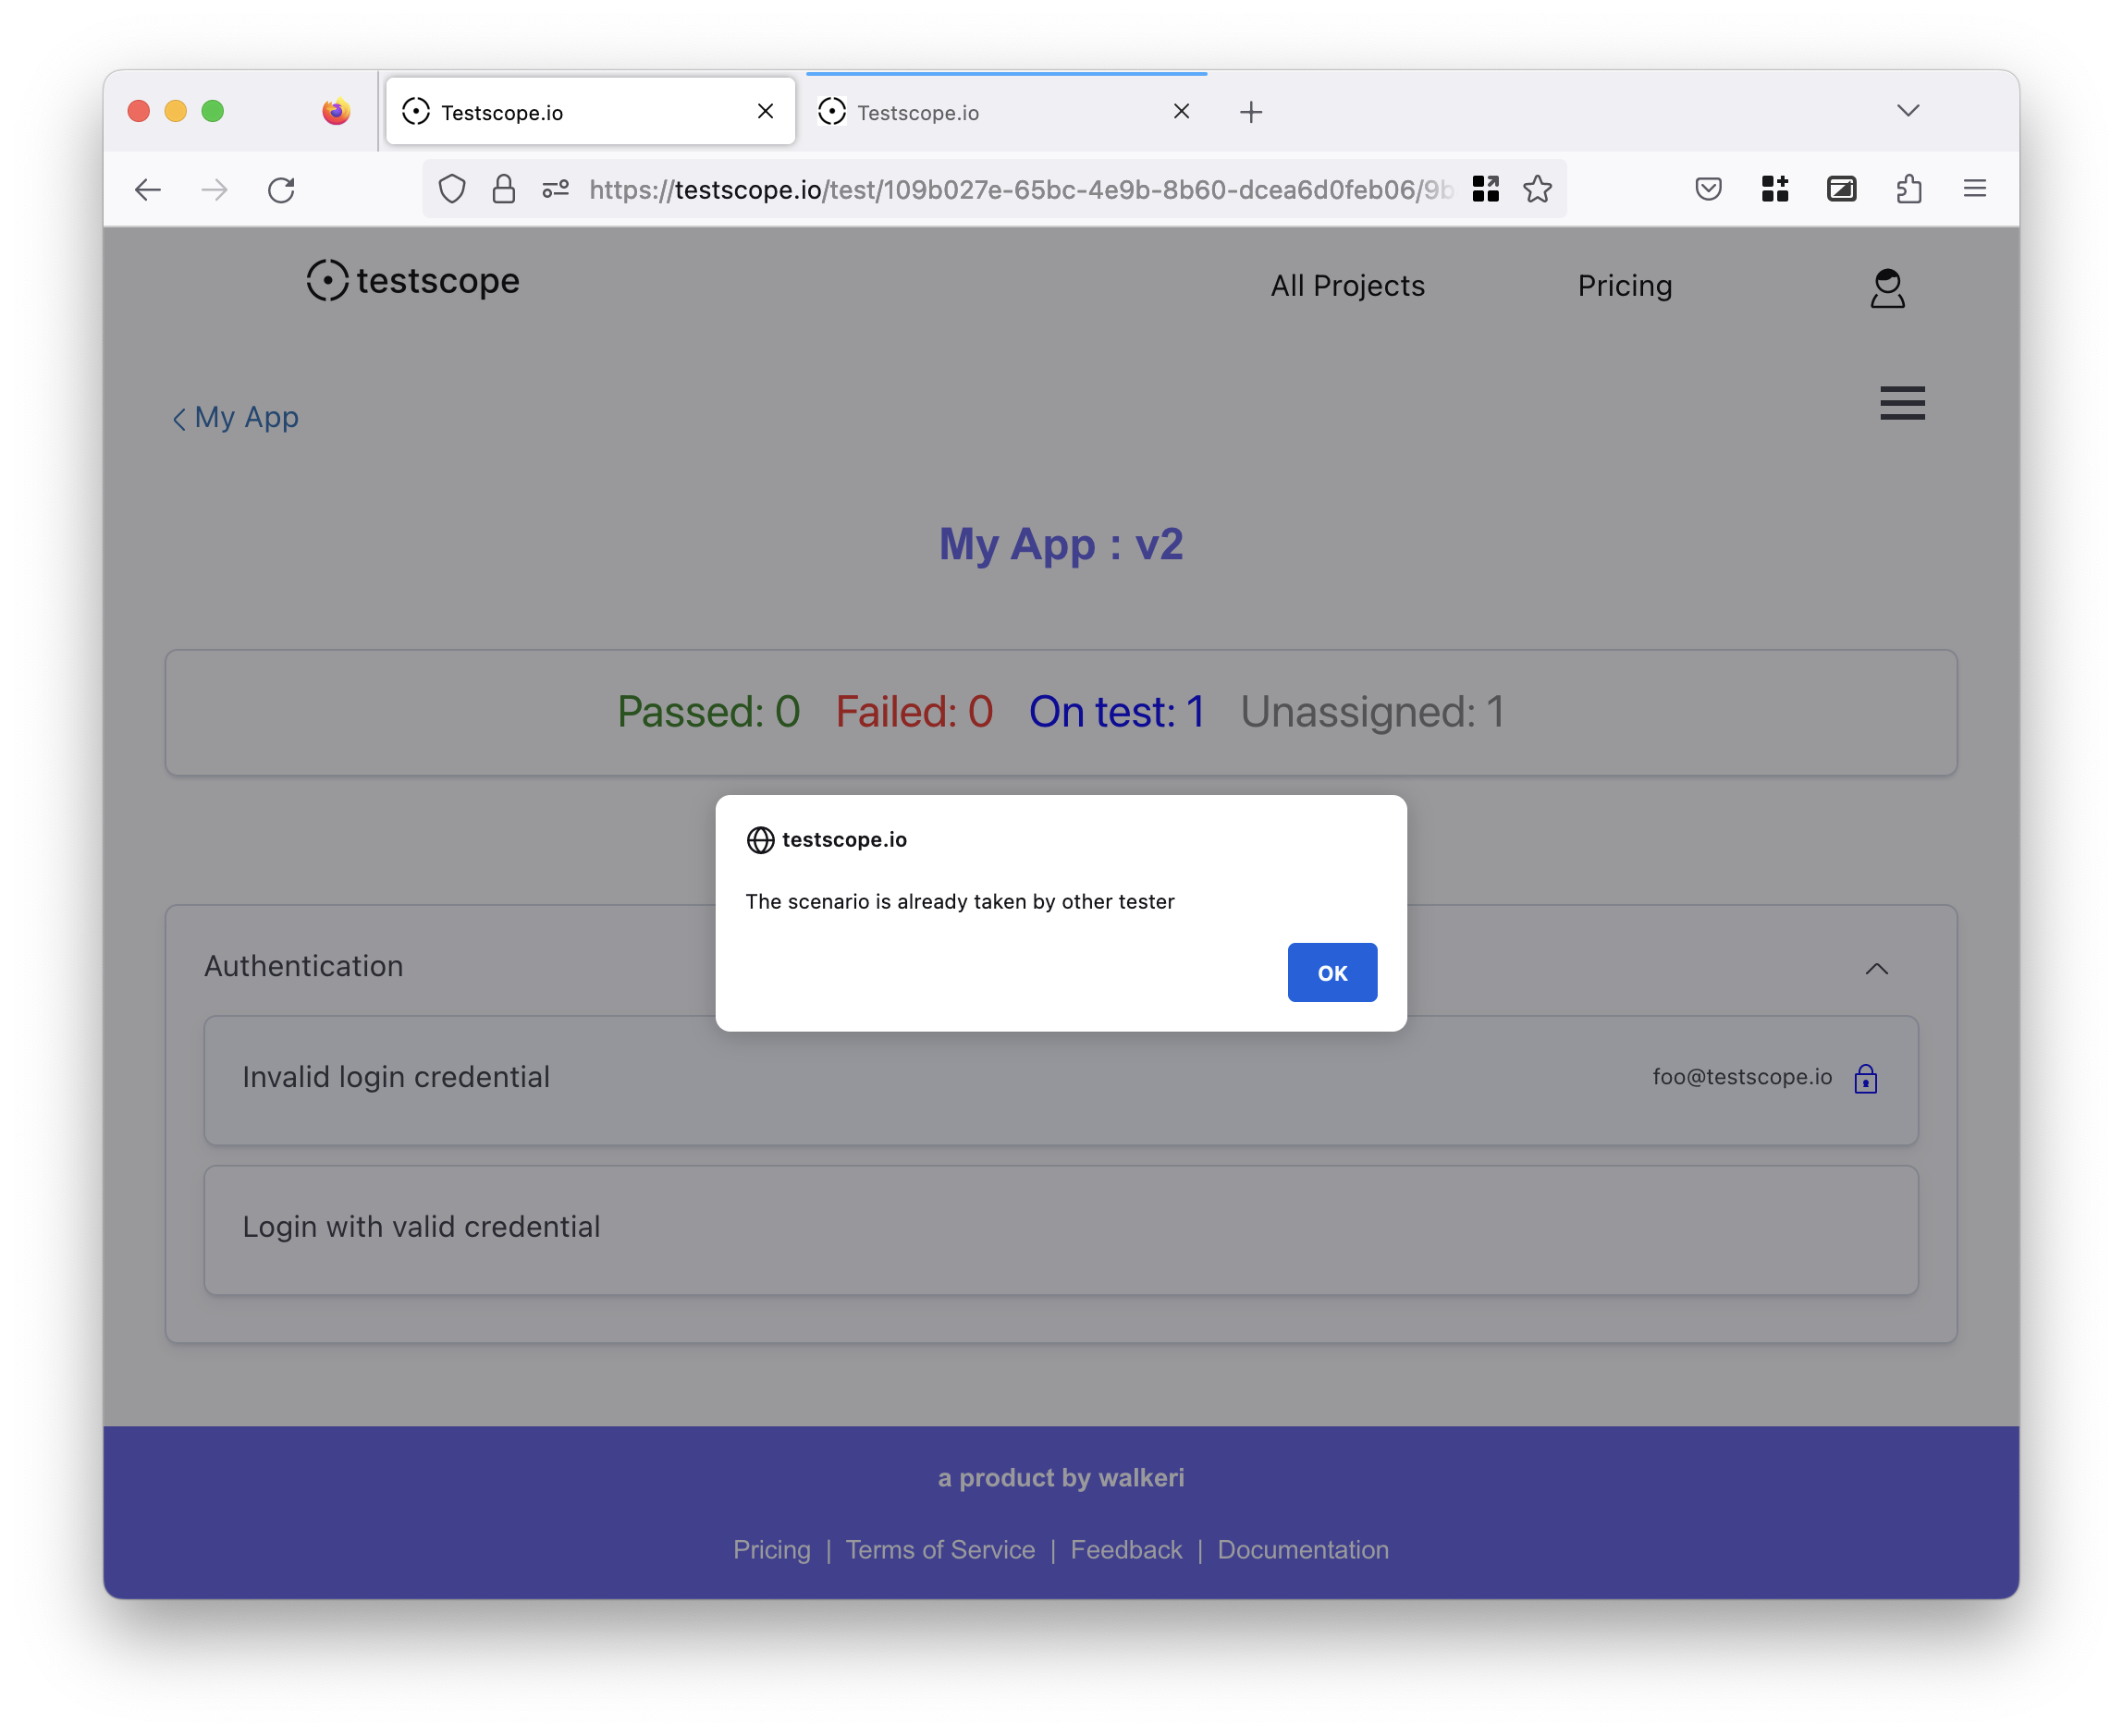 Testscope.io
Testscope.io
https://testscope.io/test/109b027e-65bc-4e9b-8b60-dcea6d0feb06/9b
testscope
All Projects
Pricing
My App
My App : v2
Passed: 0 Failed: 0 On test: 1 Unassigned: 1
testscope.io
The scenario is already taken by other tester
OK
Authentication
Invalid login credential
foo@testscope.io
Login with valid credential
a product by walkeri
Pricing | Terms of Service | Feedback | Documentation